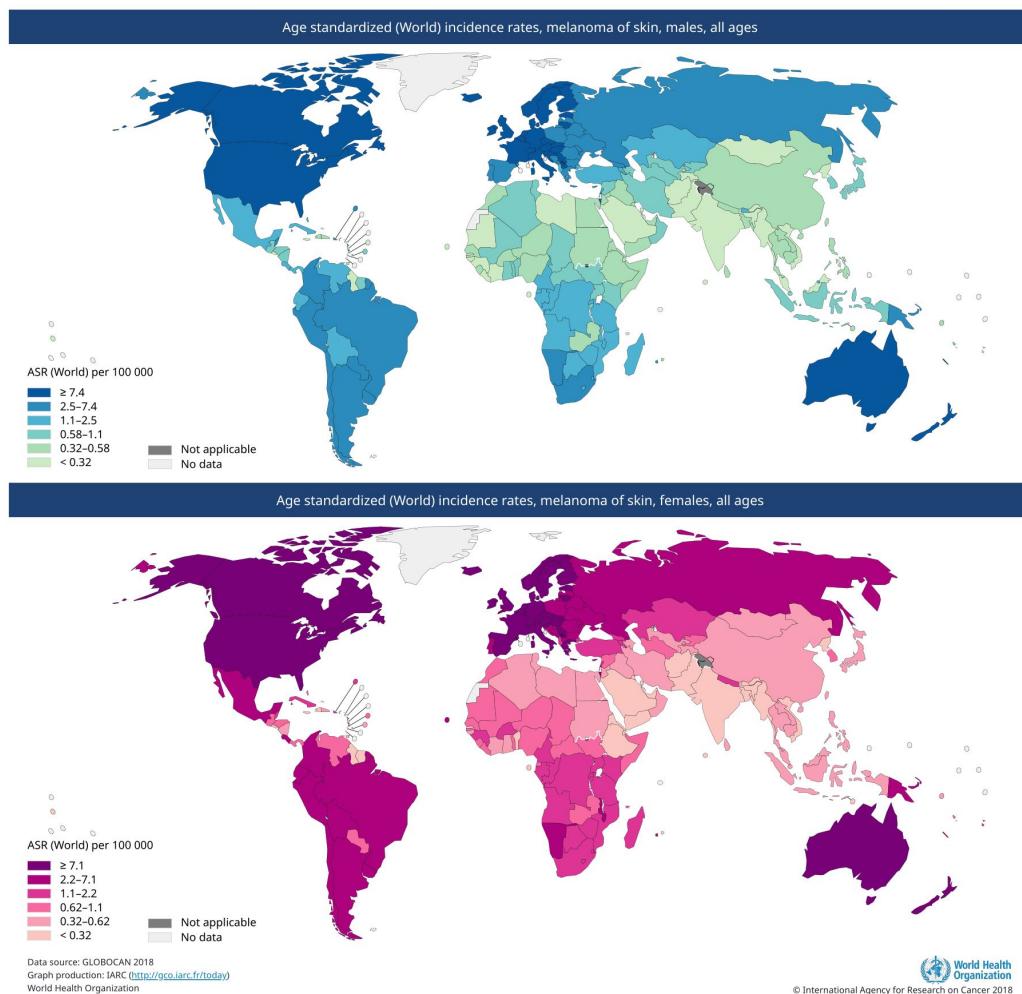 Age standardized (World) incidence rates, melanoma of skin, males, all ages
ASR (World) per 100 000
≥ 7.4
2.5–7.4
1.1–2.5
0.58–1.1
0.32–0.58
< 0.32
Not applicable
No data
Age standardized (World) incidence rates, melanoma of skin, females, all ages
ASR (World) per 100 000
≥ 7.1
2.2–7.1
1.1–2.2
0.62–1.1
0.32–0.62
< 0.32
Not applicable
No data
Data source: GLOBOCAN 2018
Graph production: IARC (http://gco.iarc.fr/today)
World Health Organization
World Health
Organization
© International Agency for Research on Cancer 2018